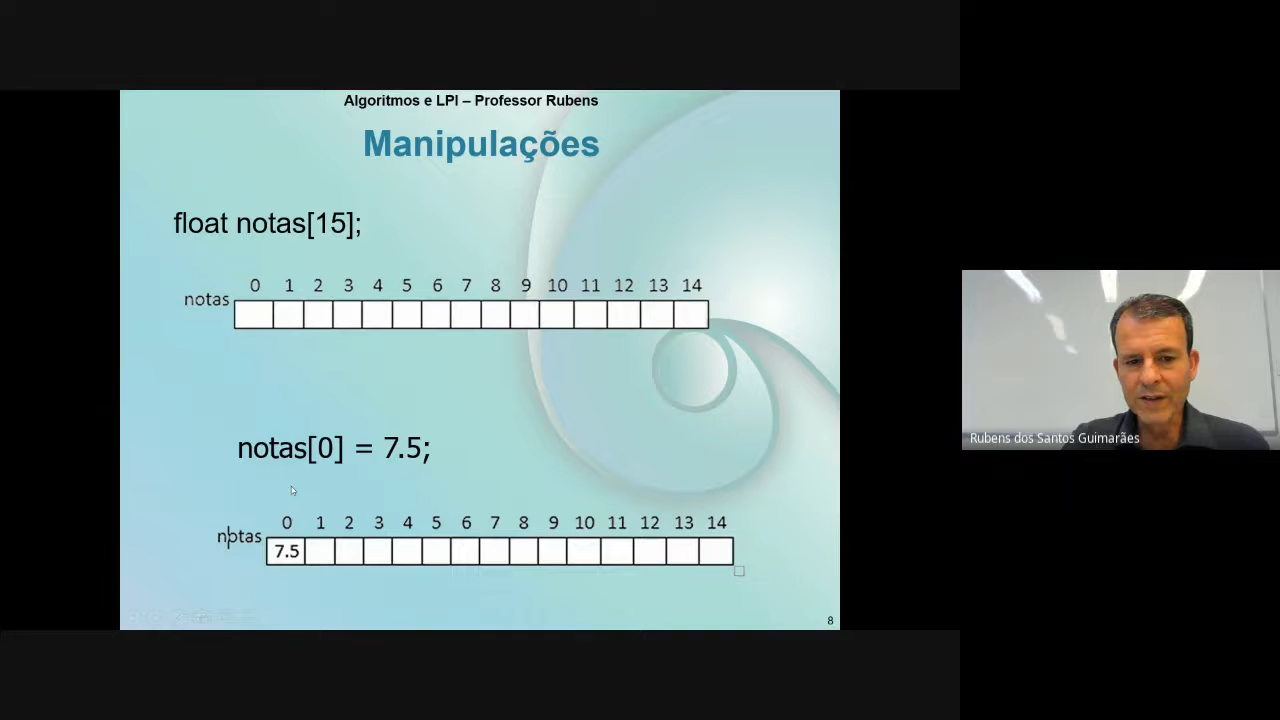 Algoritmos e LPI – Professor Rubens
Manipulações
float notas[15];
0 1 2 3 4 5 6 7 8 9 10 11 12 13 14
notas
notas[0] = 7.5;
0 1 2 3 4 5 6 7 8 9 10 11 12 13 14
notas
7.5
8
Rubens dos Santos Guimarães